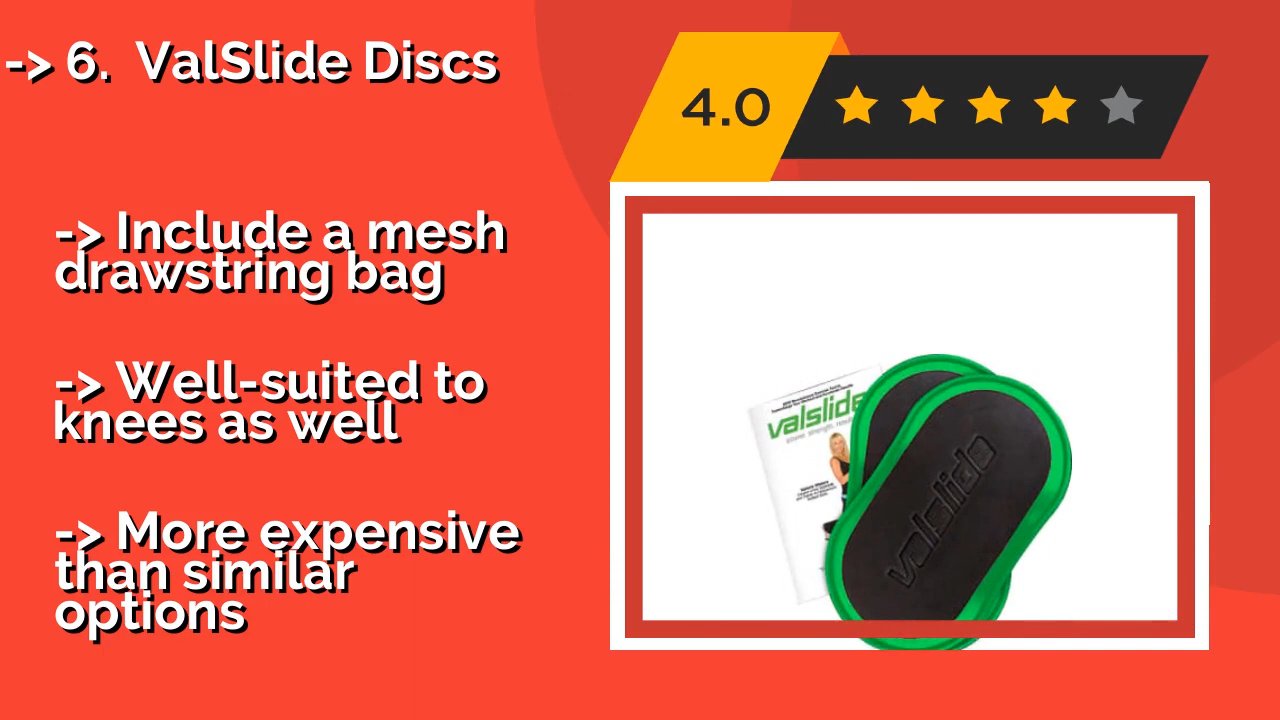 -> 6.  ValSlide Discs
4.0
-> Include a mesh
drawstring bag
-> Well-suited to
knees as well
-> More expensive
than similar
options
valslide
valslide